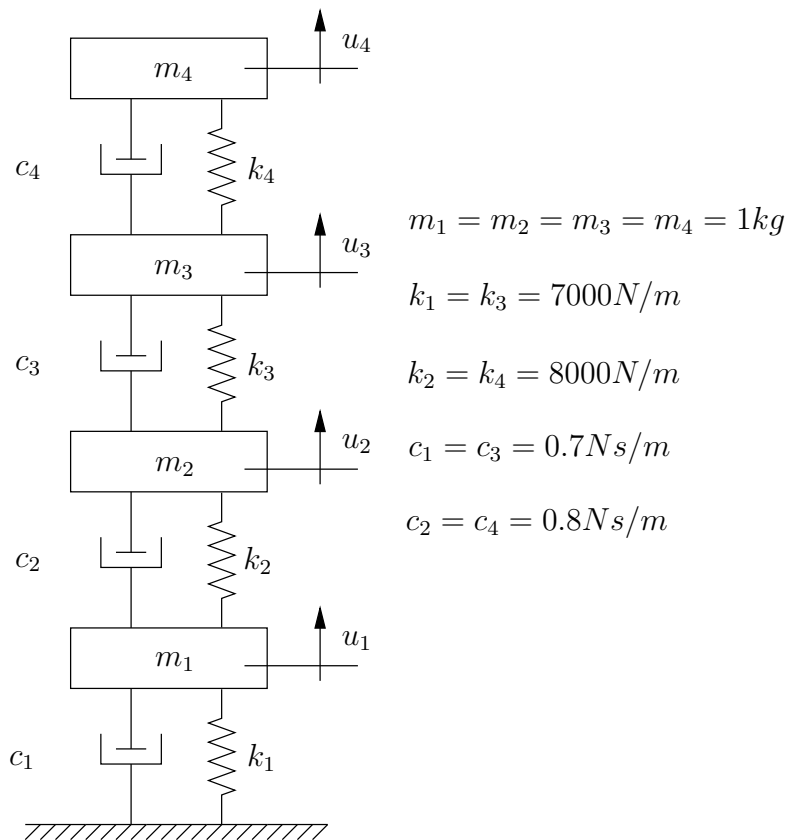 u₄
m₄
c₄
k₄
u₃
m₃
c₃
k₃
u₂
m₂
c₂
k₂
u₁
m₁
c₁
k₁
m₁ = m₂ = m₃ = m₄ = 1kg
k₁ = k₃ = 7000N/m
k₂ = k₄ = 8000N/m
c₁ = c₃ = 0.7Ns/m
c₂ = c₄ = 0.8Ns/m